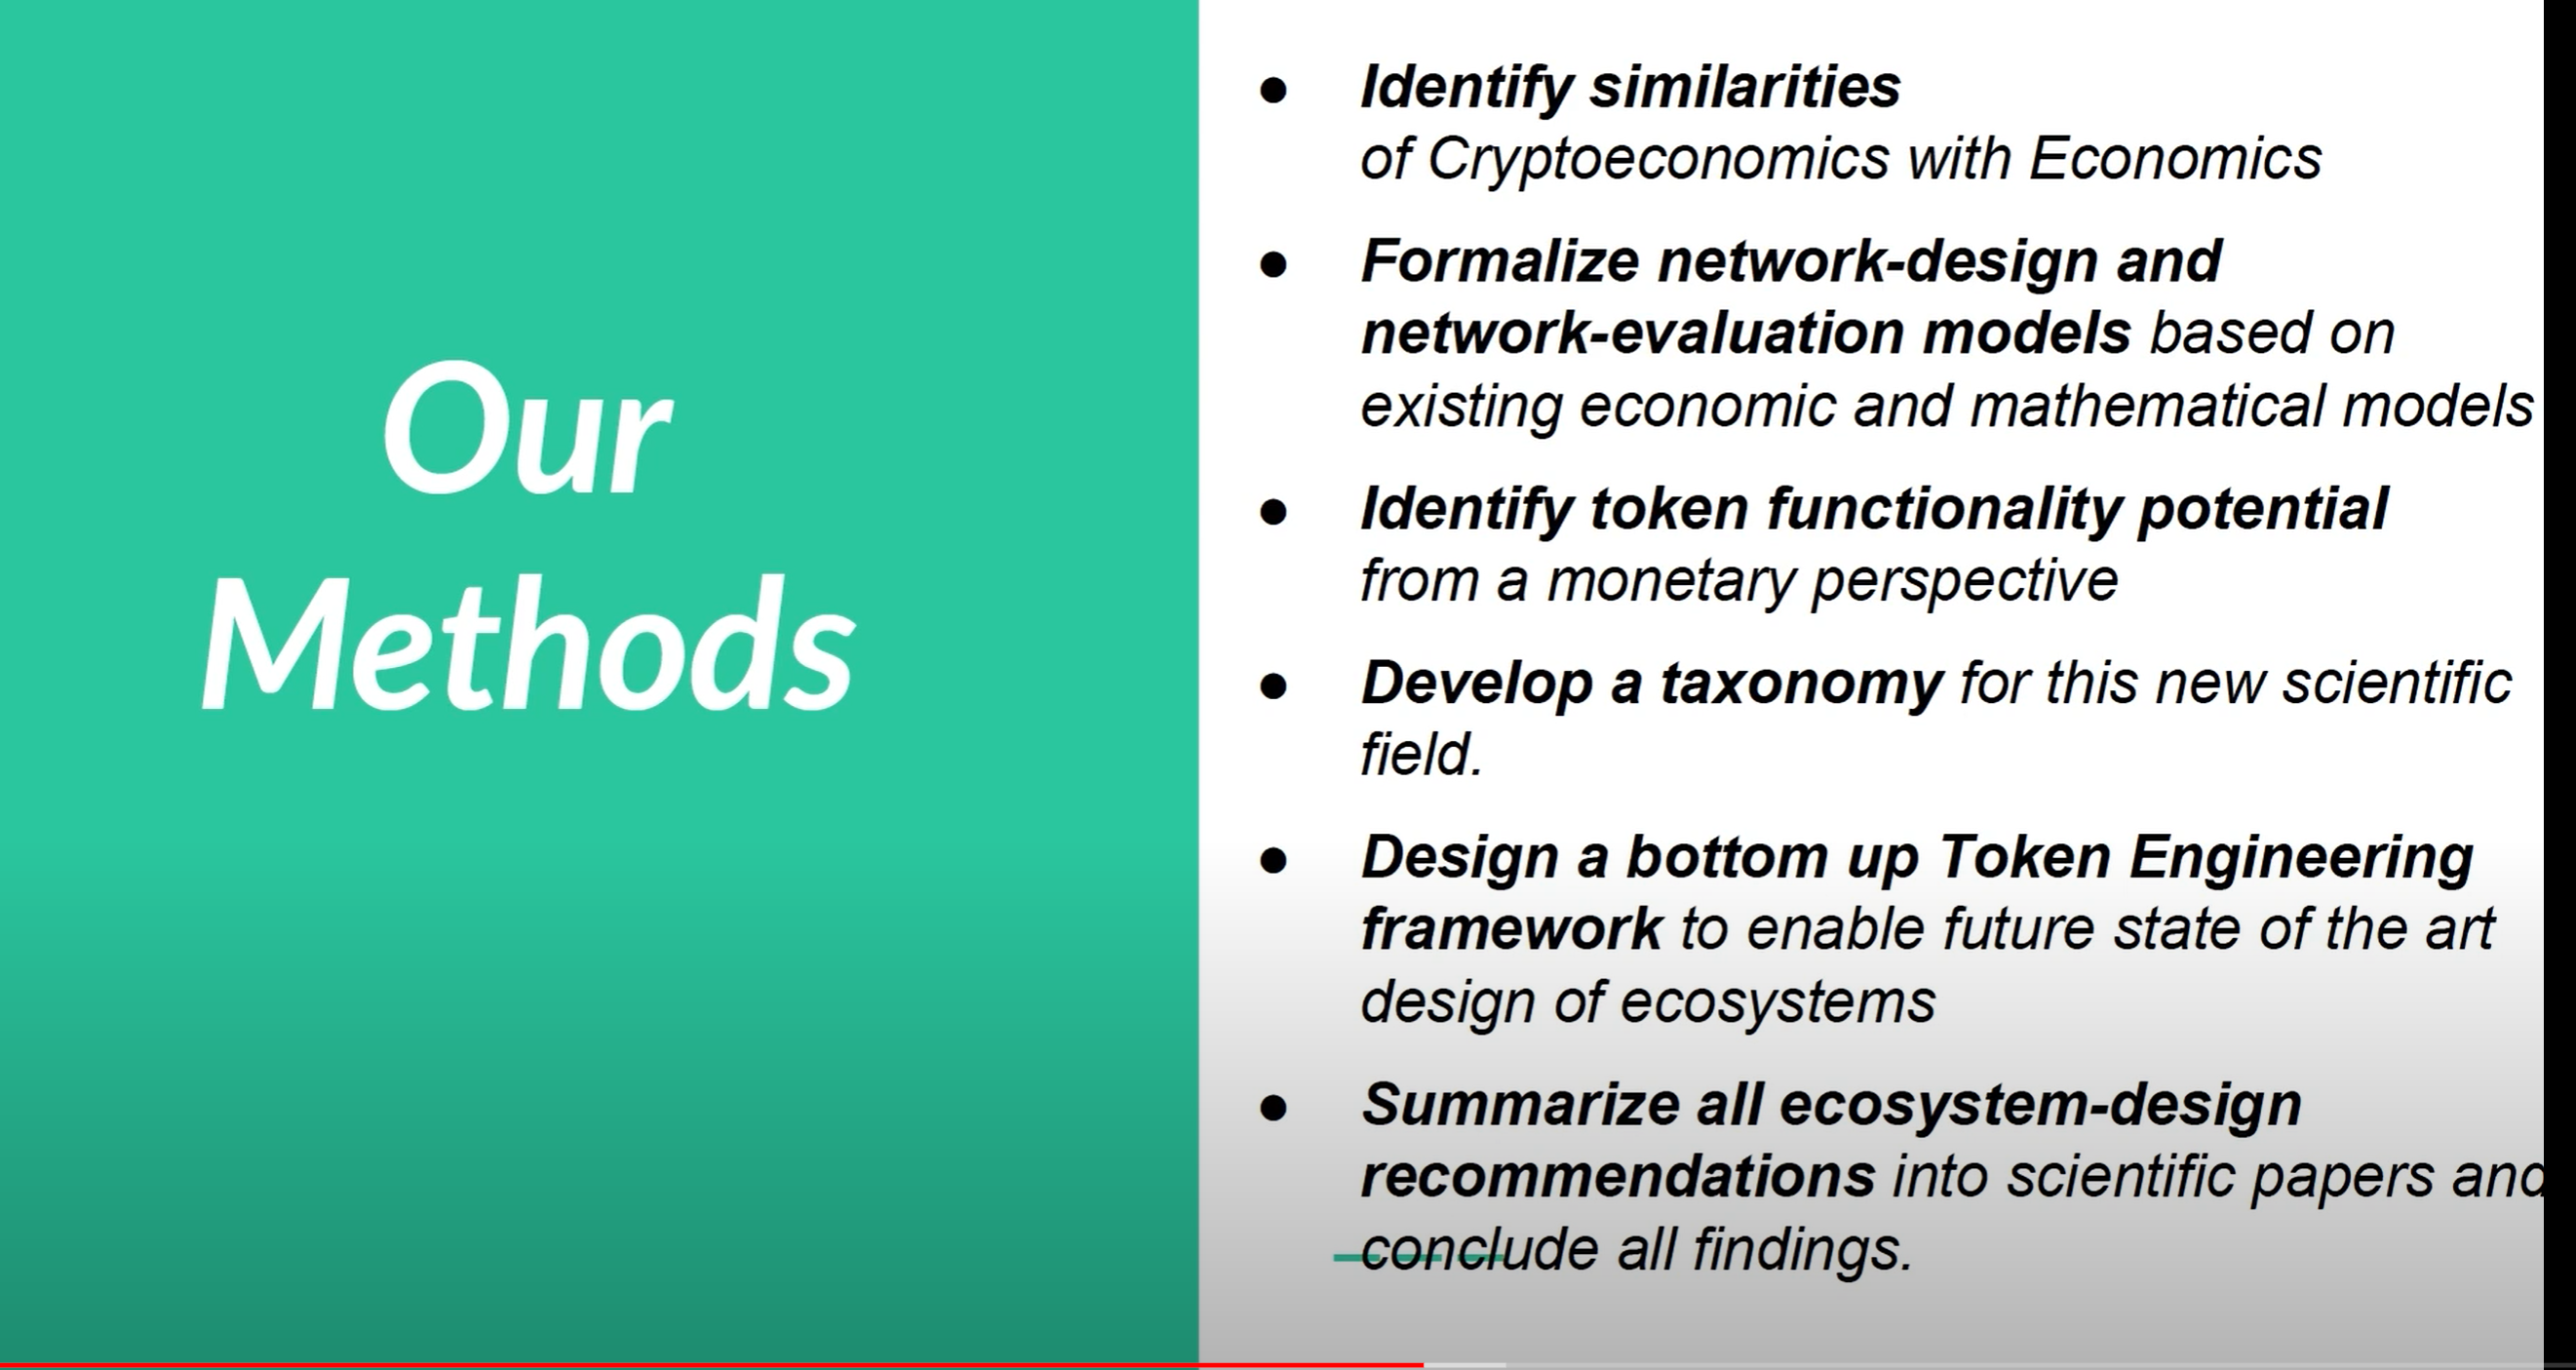 Our
Methods
● Identify similarities
of Cryptoeconomics with Economics
● Formalize network-design and
network-evaluation models based on
existing economic and mathematical models
● Identify token functionality potential
from a monetary perspective
● Develop a taxonomy for this new scientific
field.
● Design a bottom up Token Engineering
framework to enable future state of the art
design of ecosystems
● Summarize all ecosystem-design
recommendations into scientific papers and
conclude all findings.